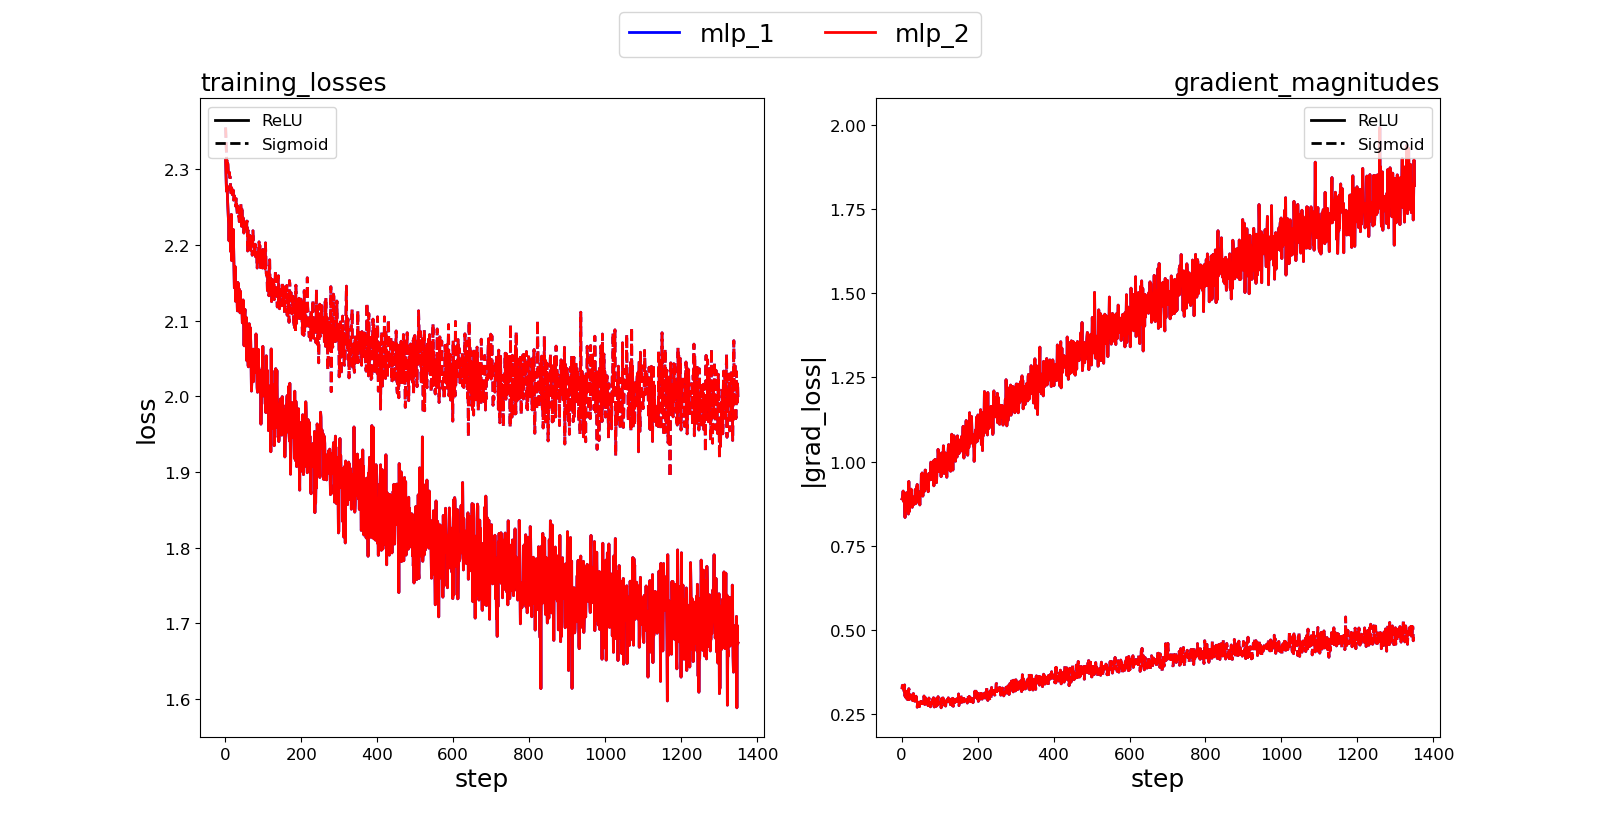 mlp_1 mlp_2
training_losses
ReLU
Sigmoid
2.3
2.2
2.1
2.0
1.9
1.8
1.7
1.6
loss
0 200 400 600 800 1000 1200 1400
step
gradient_magnitudes
ReLU
Sigmoid
2.00
1.75
1.50
1.25
1.00
0.75
0.50
0.25
|grad_loss|
0 200 400 600 800 1000 1200 1400
step